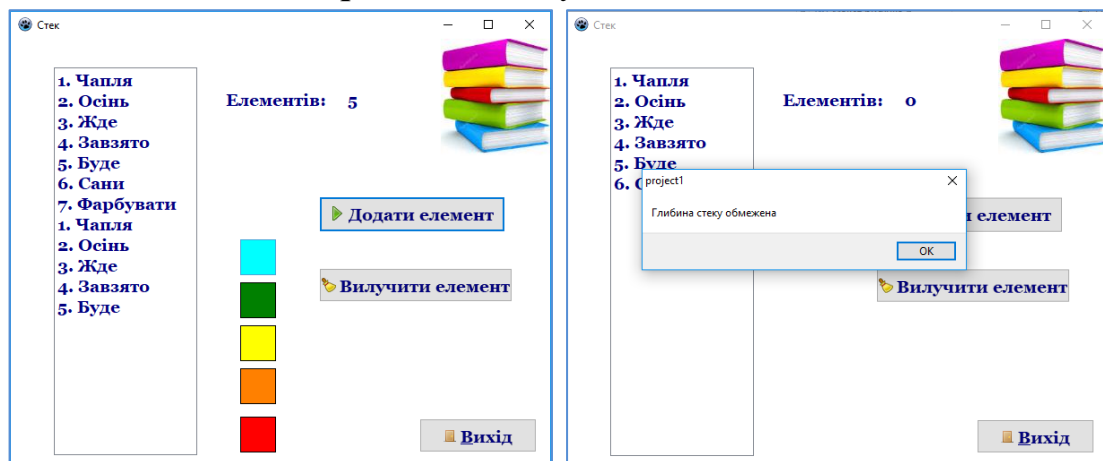 Стек
1. Чапля
2. Осінь
3. Жде
4. Завзято
5. Буде
6. Сани
7. Фарбувати
1. Чапля
2. Осінь
3. Жде
4. Завзято
5. Буде
Елементів: 5
Додати елемент
Вилучити елемент
Вихід
Стек
1. Чапля
2. Осінь
3. Жде
4. Завзято
5. Буде
6.
Елементів: 0
project1
Глибина стеку обмежена
OK
елемент
Вилучити елемент
Вихід